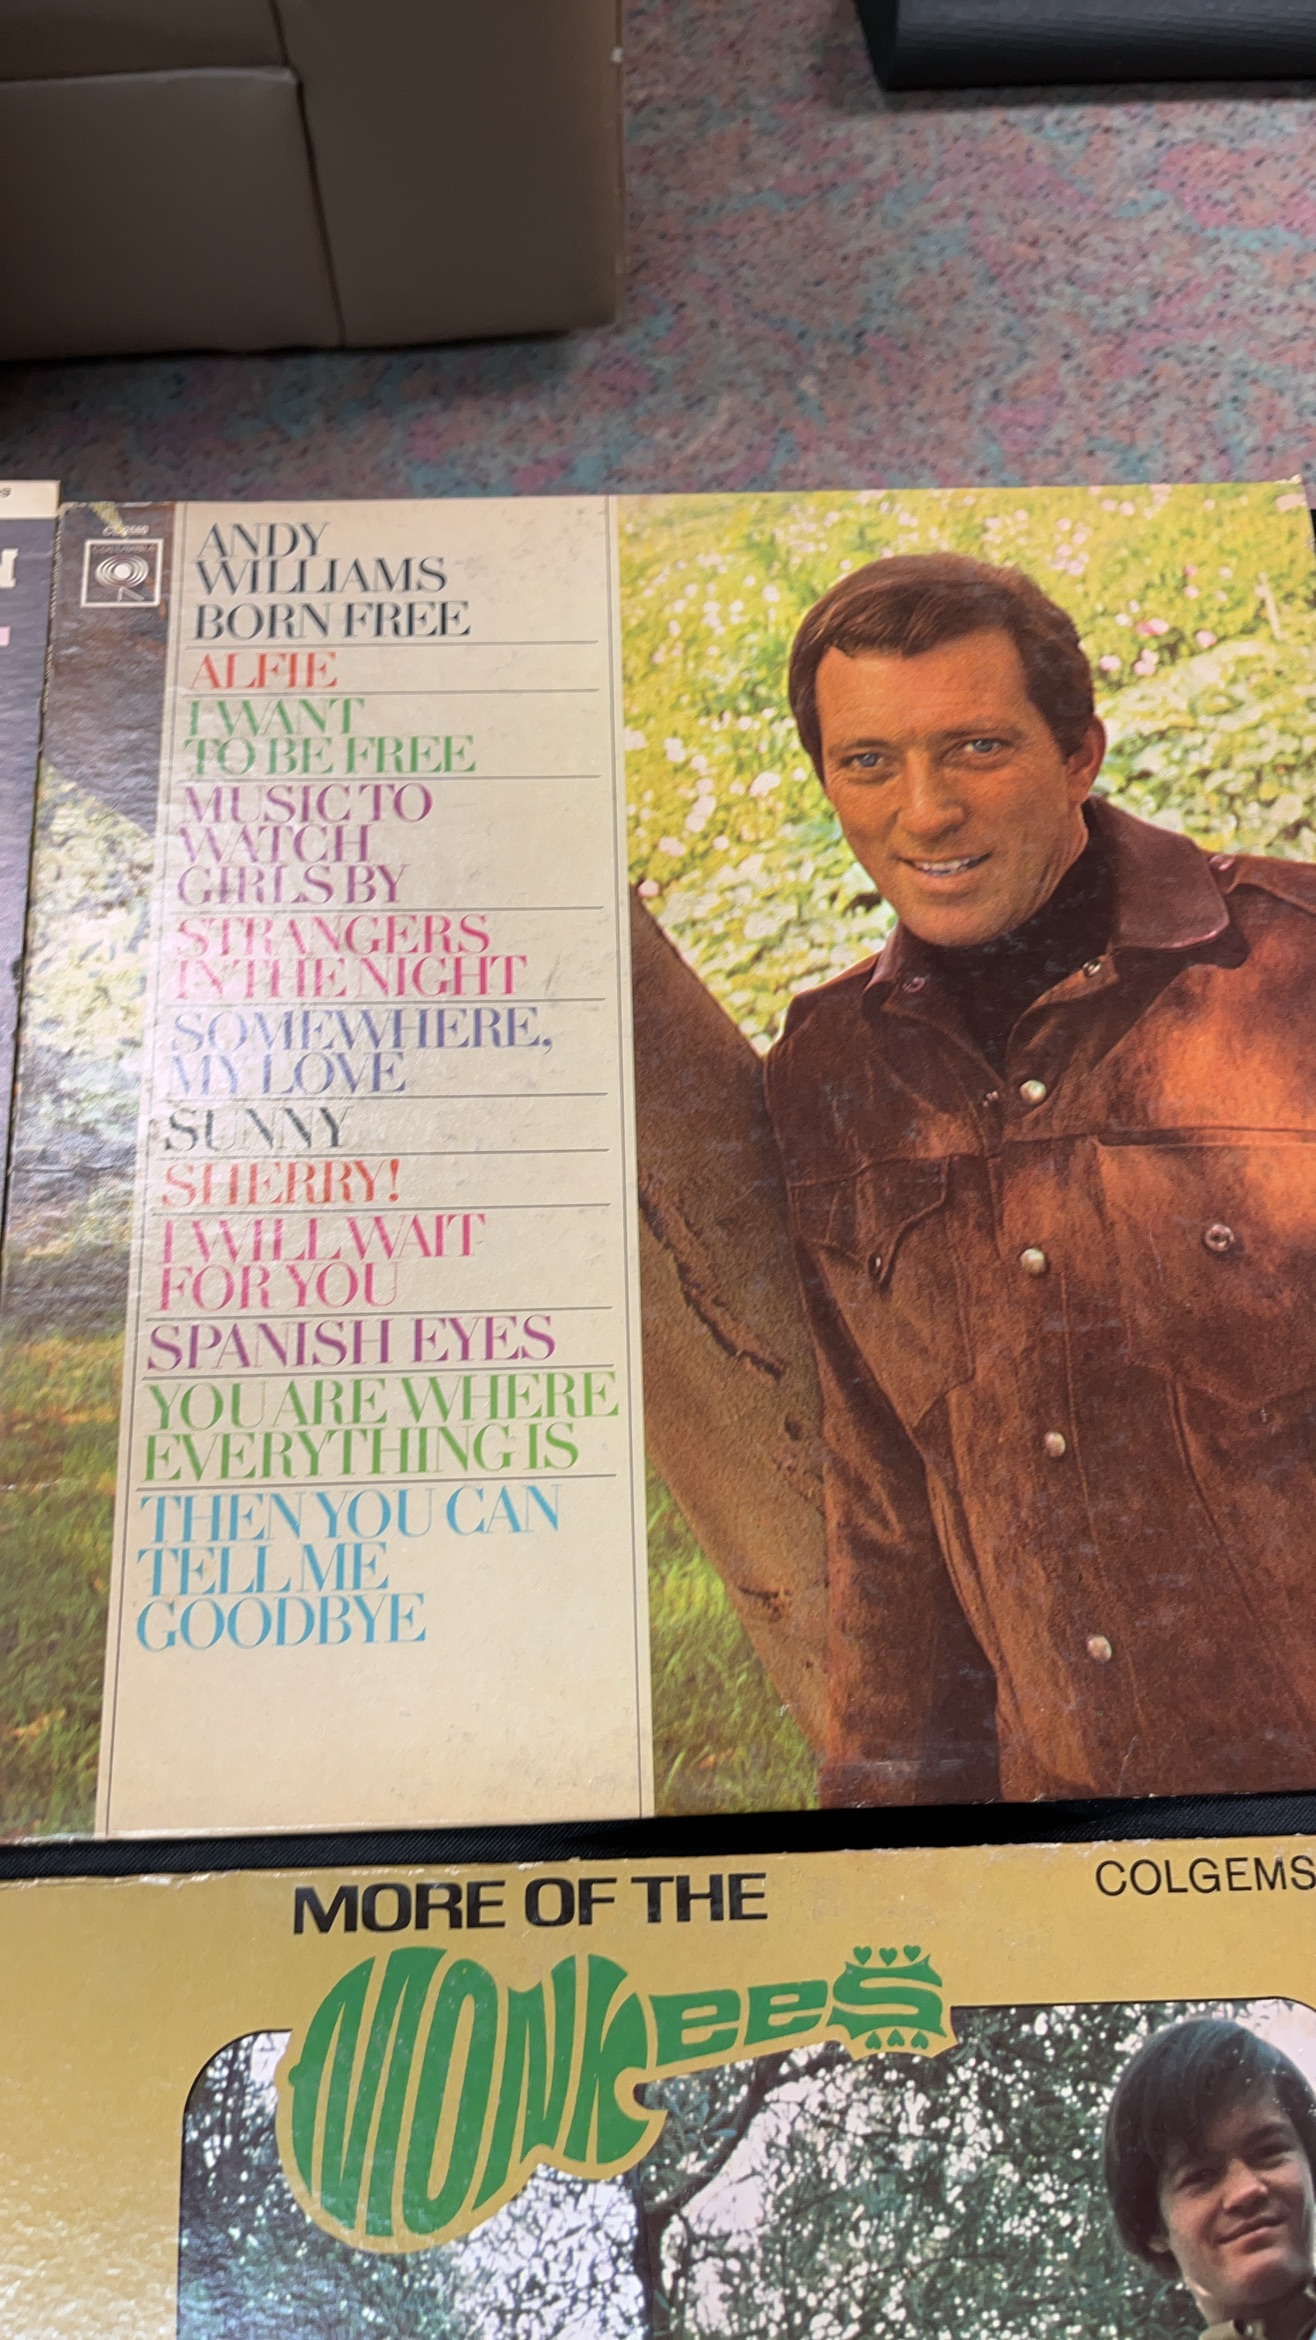 COLUMBIA
ANDY
WILLIAMS
BORN FREE
ALFIE
I WANT
TO BE FREE
MUSIC TO
WATCH
GIRLS BY
STRANGERS
IN THE NIGHT
SOMEWHERE,
MY LOVE
SUNNY
SHERRY!
I WILL WAIT
FOR YOU
SPANISH EYES
YOU ARE WHERE
EVERYTHING IS
THEN YOU CAN
TELL ME
GOODBYE
MORE OF THE
COLGEMS
MONKEES